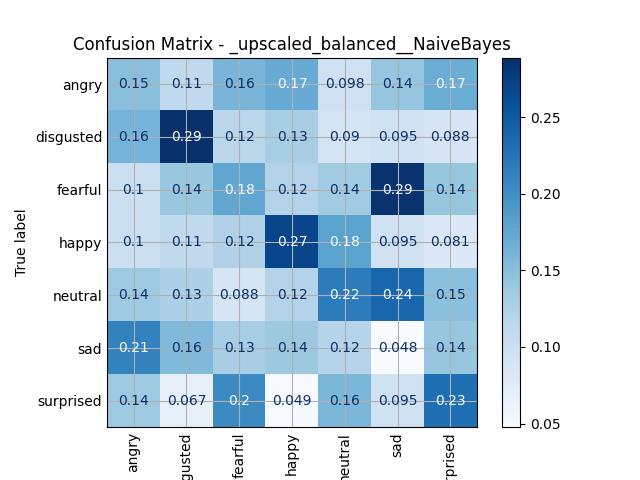 Confusion Matrix - _upscaled_balanced__NaiveBayes
True label
angry 0.15 0.11 0.16 0.17 0.098 0.14 0.17
disgusted 0.16 0.29 0.12 0.13 0.09 0.095 0.088
fearful 0.1 0.14 0.18 0.12 0.14 0.29 0.14
happy 0.1 0.11 0.12 0.27 0.18 0.095 0.081
neutral 0.14 0.13 0.088 0.12 0.22 0.24 0.15
sad 0.21 0.16 0.13 0.14 0.12 0.048 0.14
surprised 0.14 0.067 0.2 0.049 0.16 0.095 0.23
angry gusted fearful happy neutral sad prised
0.25
0.20
0.15
0.10
0.05